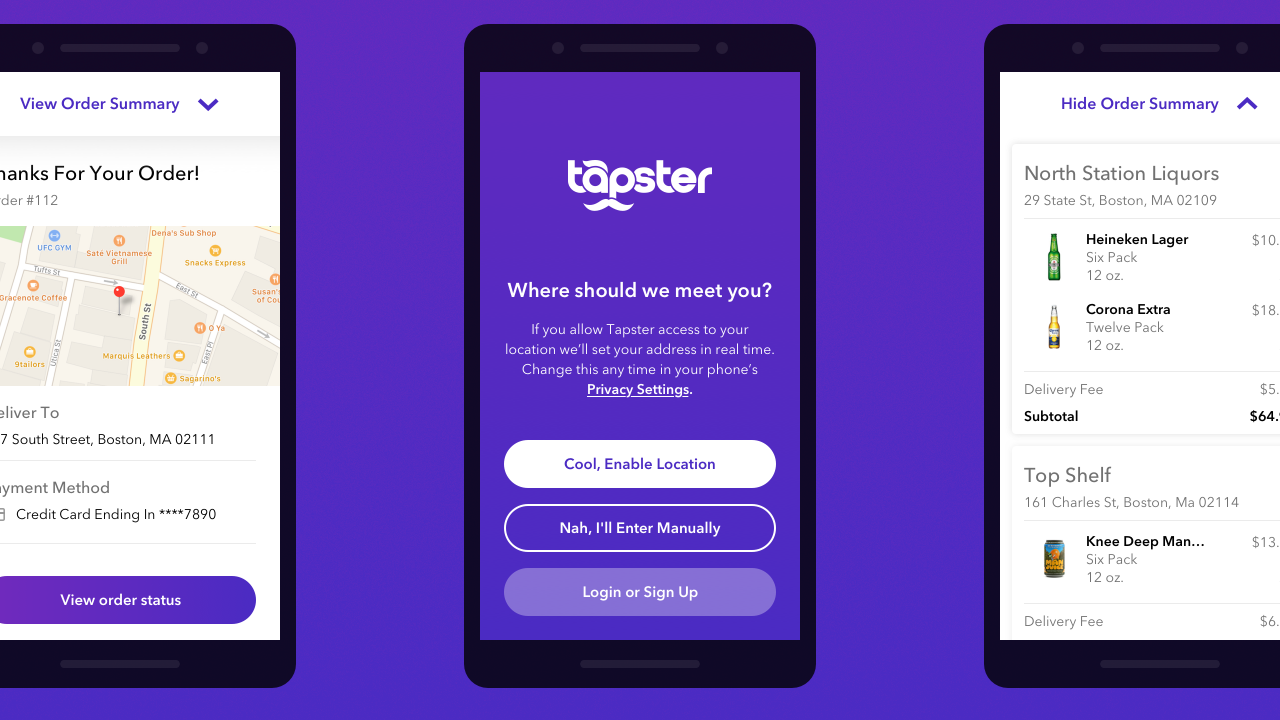 View Order Summary
hanks For Your Order!
der #112
Dena's Sub Shop
UFC GYM
Saté Vietnamese
Grill
Snacks Express
Tufts St
Gracenote Coffee
East St
Susan's
of Cou
South St
O Ya
Utica St
Marquis Leathers
East Pl
9tailors
Sagarino's
eliver To
7 South Street, Boston, MA 02111
ayment Method
Credit Card Ending In ****7890
View order status
tapster
Where should we meet you?
If you allow Tapster access to your
location we’ll set your address in real time.
Change this any time in your phone’s
Privacy Settings.
Cool, Enable Location
Nah, I'll Enter Manually
Login or Sign Up
Hide Order Summary
North Station Liquors
29 State St, Boston, MA 02109
Heineken Lager
$10.
Six Pack
12 oz.
Corona Extra
$18.
Twelve Pack
12 oz.
Delivery Fee
$5.
Subtotal
$64.
Top Shelf
161 Charles St, Boston, Ma 02114
Knee Deep Man...
$13.
Six Pack
12 oz.
Delivery Fee
$6.